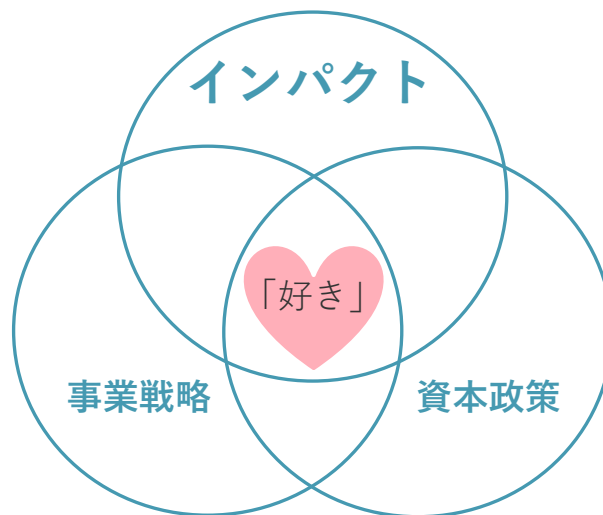 インパクト
「好き」
事業戦略
資本政策